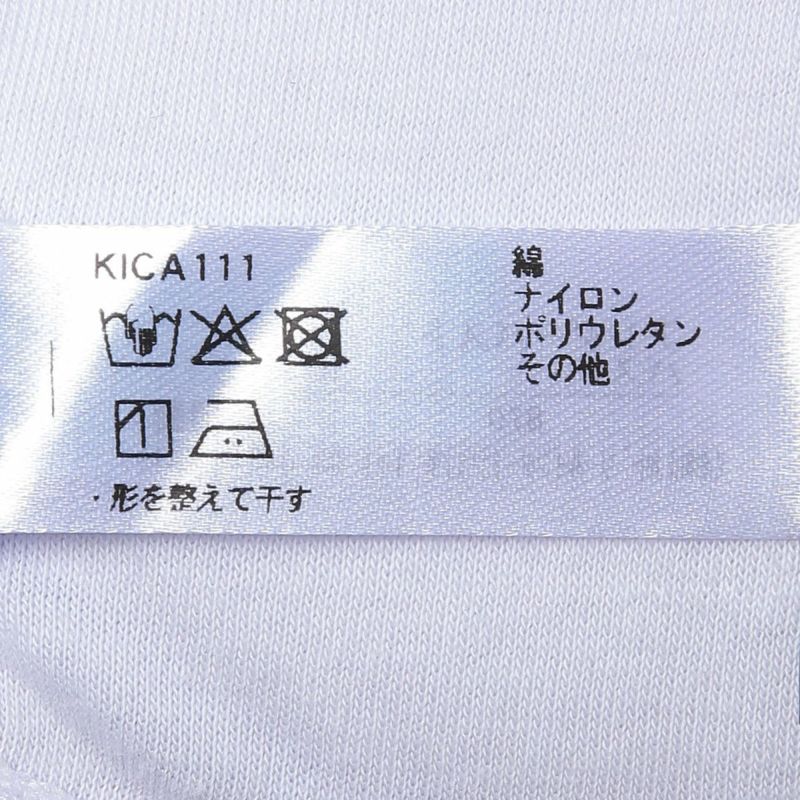 KICA111
・形を整えて干す
綿
ナイロン
ポリウレタン
その他